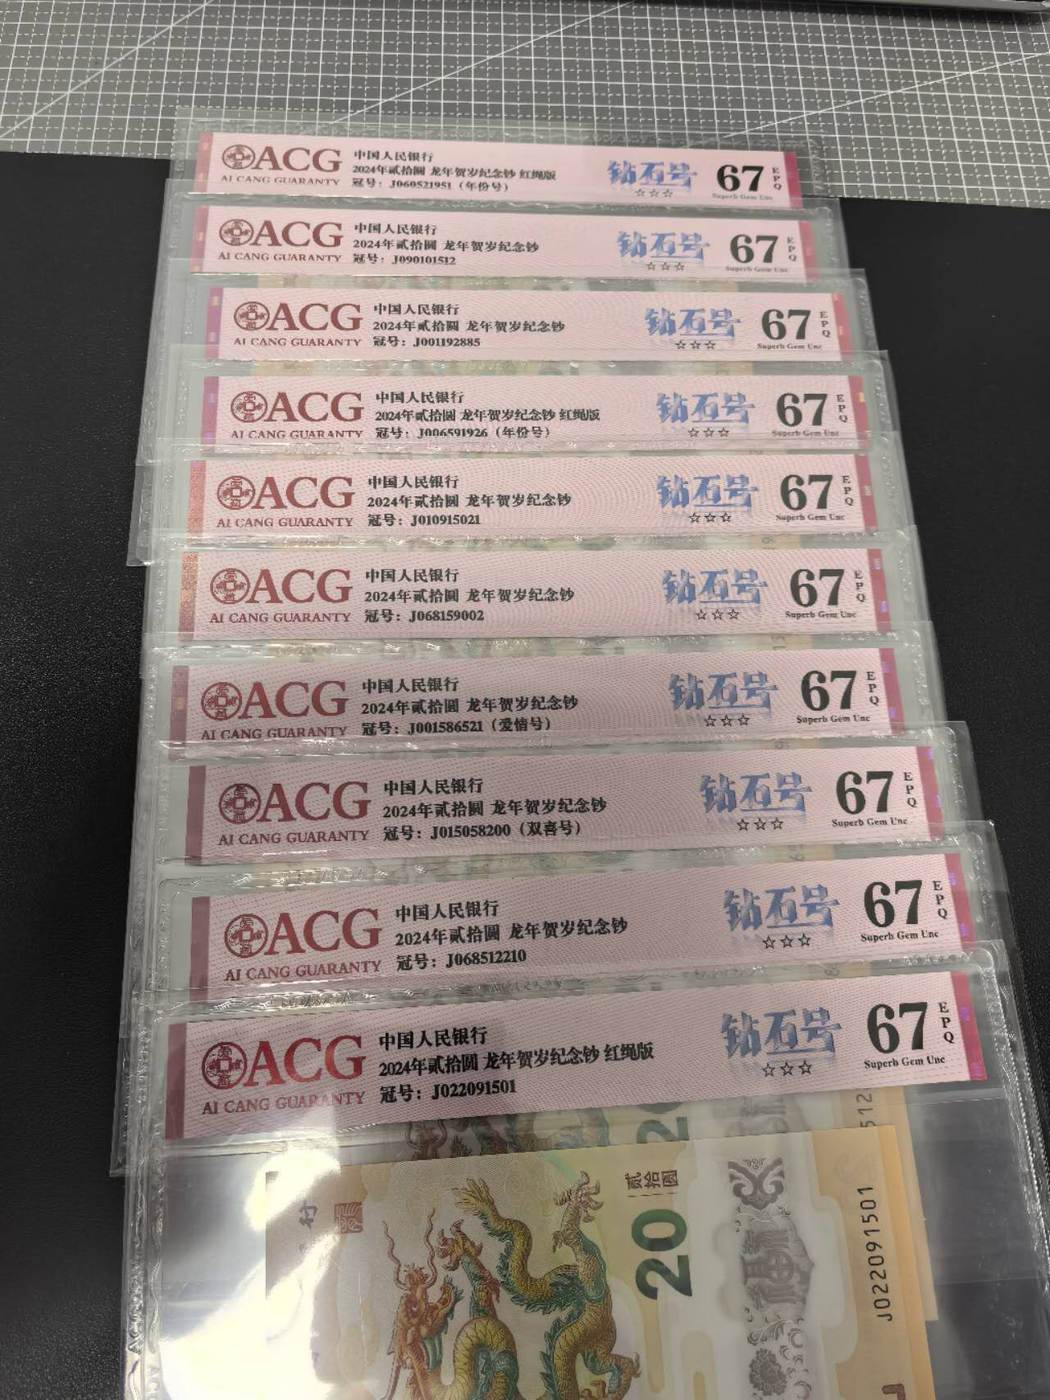 ACG
AI CANG GUARANTY
中国人民银行
2024年贰拾圆 龙年贺岁纪念钞 红绳版
冠号：J060521951（年份号）
钻石号
☆☆☆
67
EPQ
Superb Gem Unc
ACG
AI CANG GUARANTY
中国人民银行
2024年贰拾圆 龙年贺岁纪念钞
冠号：J090101512
钻石号
☆☆☆
67
EPQ
Superb Gem Unc
ACG
AI CANG GUARANTY
中国人民银行
2024年贰拾圆 龙年贺岁纪念钞
冠号：J001192885
钻石号
☆☆☆
67
EPQ
Superb Gem Unc
ACG
AI CANG GUARANTY
中国人民银行
2024年贰拾圆 龙年贺岁纪念钞 红绳版
冠号：J006591926（年份号）
钻石号
☆☆☆
67
EPQ
Superb Gem Unc
ACG
AI CANG GUARANTY
中国人民银行
2024年贰拾圆 龙年贺岁纪念钞
冠号：J010915021
钻石号
☆☆☆
67
EPQ
Superb Gem Unc
ACG
AI CANG GUARANTY
中国人民银行
2024年贰拾圆 龙年贺岁纪念钞
冠号：J068159002
钻石号
☆☆☆
67
EPQ
Superb Gem Unc
ACG
AI CANG GUARANTY
中国人民银行
2024年贰拾圆 龙年贺岁纪念钞
冠号：J001586521（爱情号）
钻石号
☆☆☆
67
EPQ
Superb Gem Unc
ACG
AI CANG GUARANTY
中国人民银行
2024年贰拾圆 龙年贺岁纪念钞
冠号：J015058200（双喜号）
钻石号
☆☆☆
67
EPQ
Superb Gem Unc
ACG
AI CANG GUARANTY
中国人民银行
2024年贰拾圆 龙年贺岁纪念钞
冠号：J068512210
钻石号
☆☆☆
67
EPQ
Superb Gem Unc
ACG
AI CANG GUARANTY
中国人民银行
2024年贰拾圆 龙年贺岁纪念钞 红绳版
冠号：J022091501
钻石号
☆☆☆
67
EPQ
Superb Gem Unc
行
贰拾圆
20
J022091501